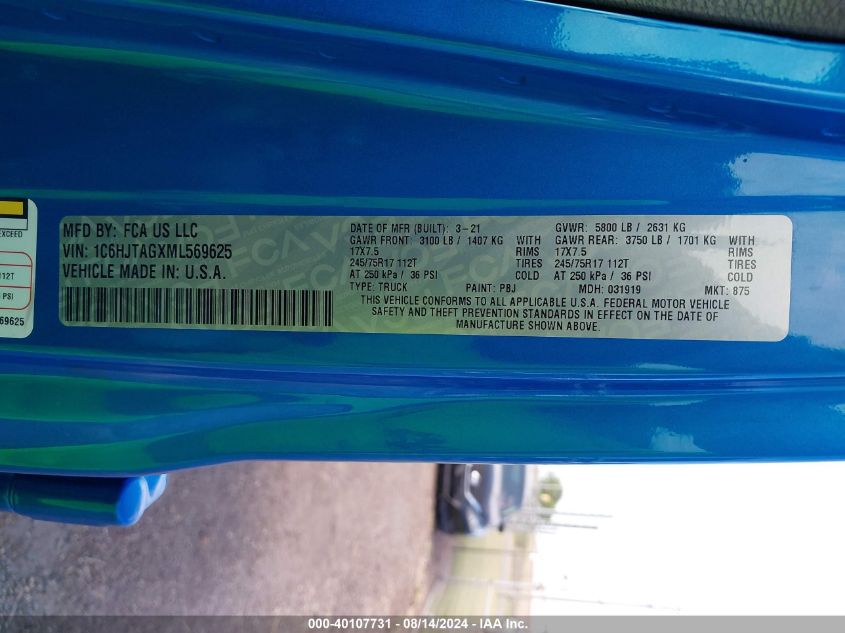 EXCEED
112T
PSI
569625
MFD BY: FCA US LLC
VIN: 1C6HJTAGXML569625
VEHICLE MADE IN: U.S.A.
DATE OF MFR (BUILT): 3-21 GVWR: 5800 LB / 2631 KG
GAWR FRONT: 3100 LB / 1407 KG WITH GAWR REAR: 3750 LB / 1701 KG WITH
17X7.5 RIMS 17X7.5 RIMS
245/75R17 112T TIRES 245/75R17 112T TIRES
AT 250 kPa / 36 PSI COLD AT 250 kPa / 36 PSI COLD
TYPE: TRUCK PAINT: PBJ MDH: 031919 MKT: 875
THIS VEHICLE CONFORMS TO ALL APPLICABLE U.S.A. FEDERAL MOTOR VEHICLE
SAFETY AND THEFT PREVENTION STANDARDS IN EFFECT ON THE DATE OF
MANUFACTURE SHOWN ABOVE.
000-40107731 - 08/14/2024 - IAA Inc.